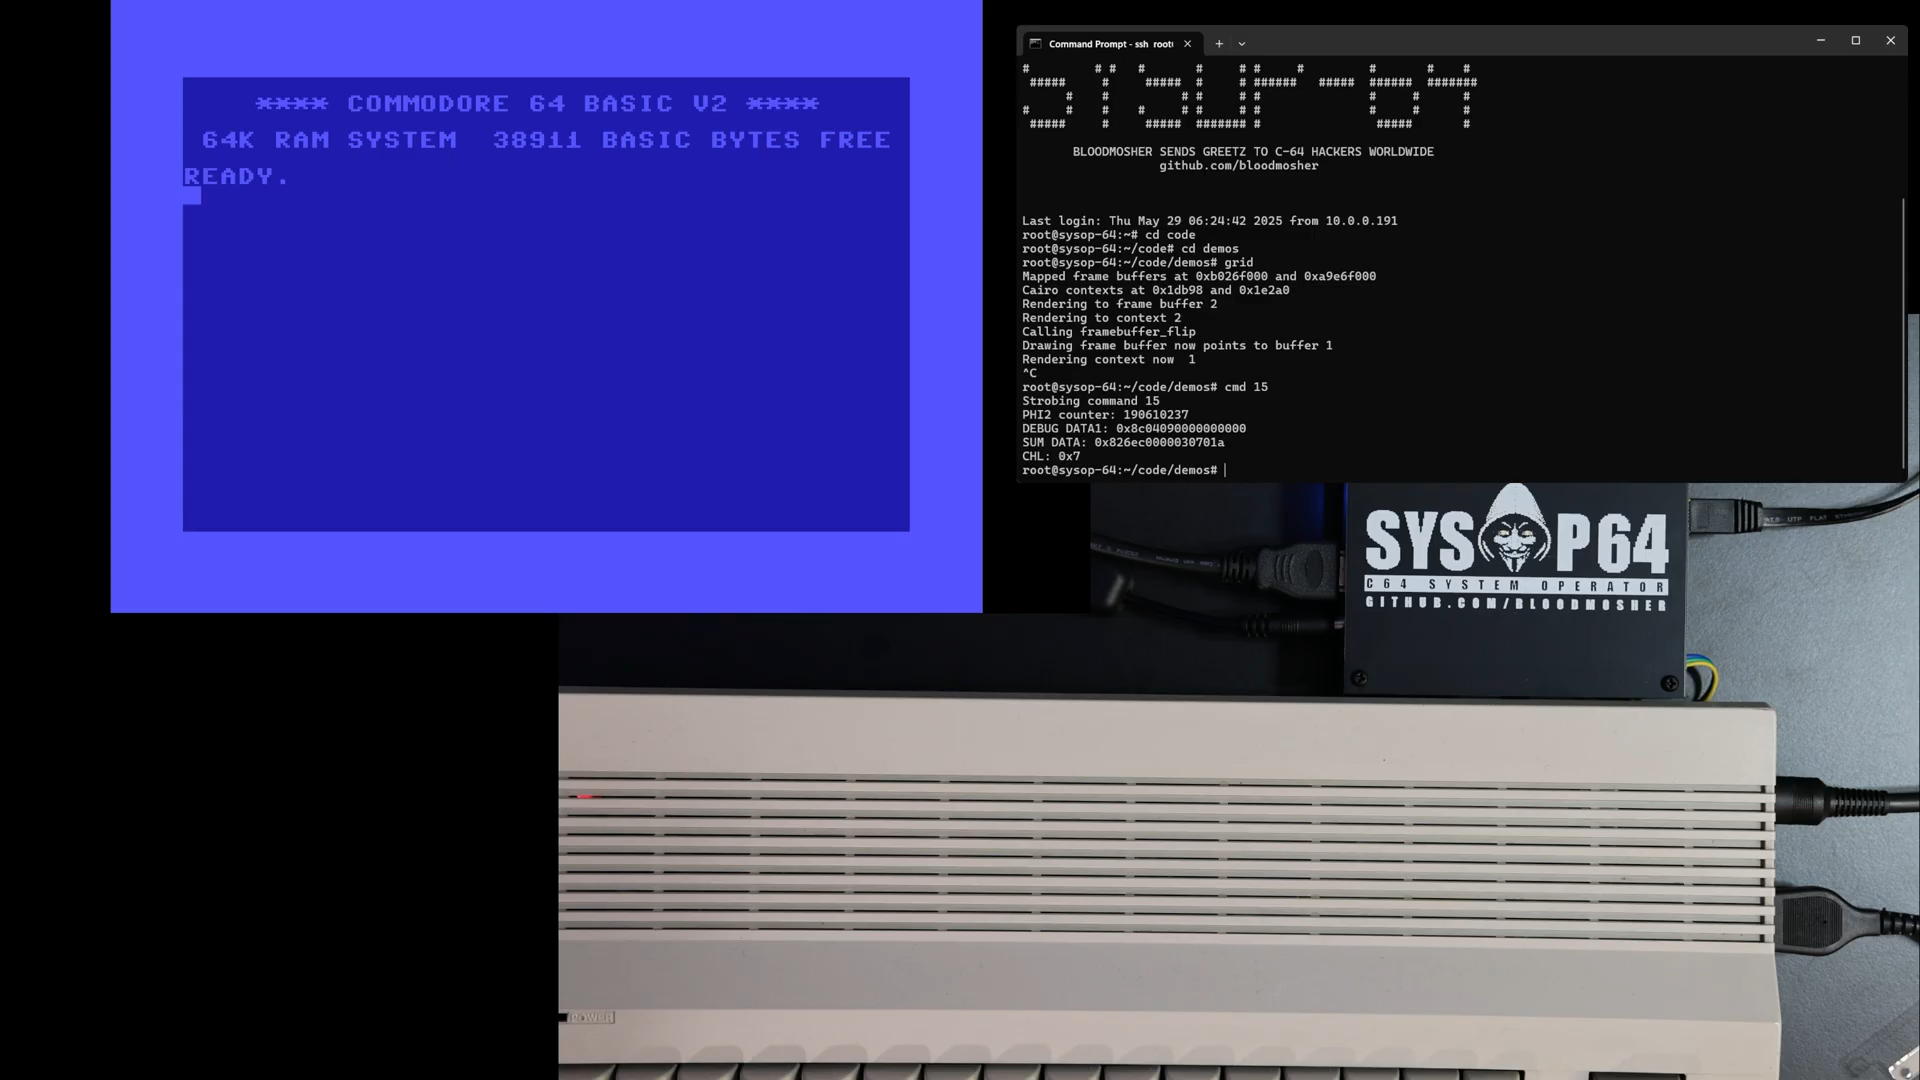 **** COMMODORE 64 BASIC V2 ****
64K RAM SYSTEM  38911 BASIC BYTES FREE
READY.
Command Prompt - ssh root
SYSOP-64
BLOODMOSHER SENDS GREETZ TO C-64 HACKERS WORLDWIDE
github.com/bloodmosher
Last login: Thu May 29 06:24:42 2025 from 10.0.0.191
root@sysop-64:~# cd code
root@sysop-64:~/code# cd demos
root@sysop-64:~/code/demos# grid
Mapped frame buffers at 0xb026f000 and 0xa9e6f000
Cairo contexts at 0x1db98 and 0x1e2a0
Rendering to frame buffer 2
Rendering to context 2
Calling framebuffer_flip
Drawing frame buffer now points to buffer 1
Rendering context now  1
^C
root@sysop-64:~/code/demos# cmd 15
Strobing command 15
PHI2 counter: 190610237
DEBUG DATA1: 0x8c04090000000000
SUM DATA: 0x826ec0000030701a
CHL: 0x7
root@sysop-64:~/code/demos#
SYSOP64
C64 SYSTEM OPERATOR
GITHUB.COM/BLOODMOSHER
POWER